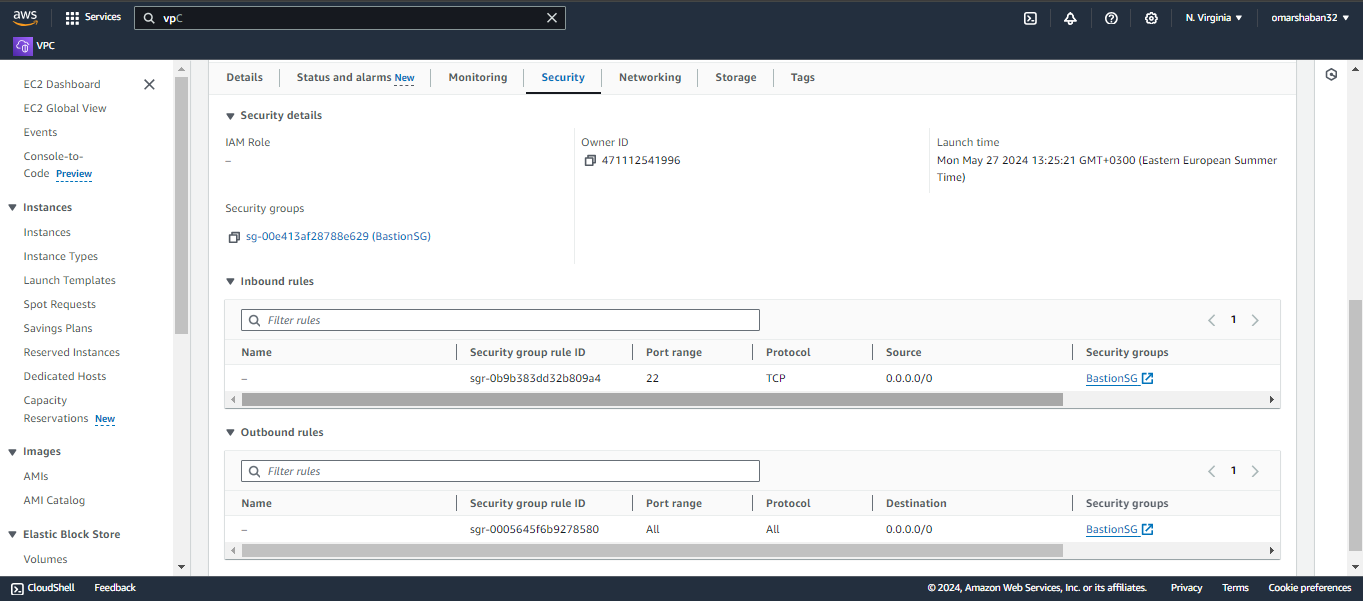 aws
Services
vpC
N. Virginia ▼
omarshaban32 ▼
VPC
EC2 Dashboard
EC2 Global View
Events
Console-to-
Code Preview
Instances
Instances
Instance Types
Launch Templates
Spot Requests
Savings Plans
Reserved Instances
Dedicated Hosts
Capacity
Reservations New
Images
AMIs
AMI Catalog
Elastic Block Store
Volumes
Details
Status and alarms New
Monitoring
Security
Networking
Storage
Tags
Security details
IAM Role
–
Owner ID
471112541996
Launch time
Mon May 27 2024 13:25:21 GMT+0300 (Eastern European Summer
Time)
Security groups
sg-00e413af28788e629 (BastionSG)
Inbound rules
Filter rules
1
Name Security group rule ID Port range Protocol Source Security groups
– sgr-0b9b383dd32b809a4 22 TCP 0.0.0.0/0 BastionSG
Outbound rules
Filter rules
1
Name Security group rule ID Port range Protocol Destination Security groups
– sgr-0005645f6b9278580 All All 0.0.0.0/0 BastionSG
CloudShell Feedback © 2024, Amazon Web Services, Inc. or its affiliates. Privacy Terms Cookie preferences